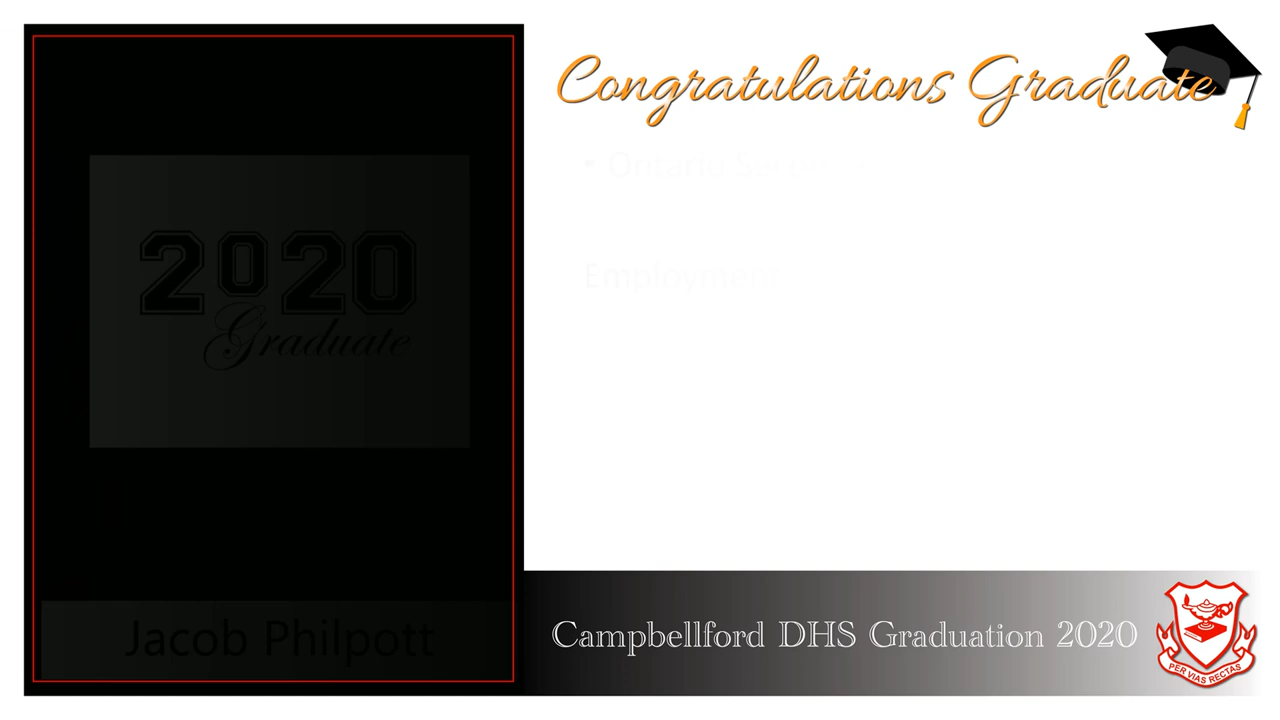 Congratulations Graduate
• Ontario
Employment
2020
Graduate
Jacob Philpott
Campbellford DHS Graduation 2020
PER VIAS RECTAS